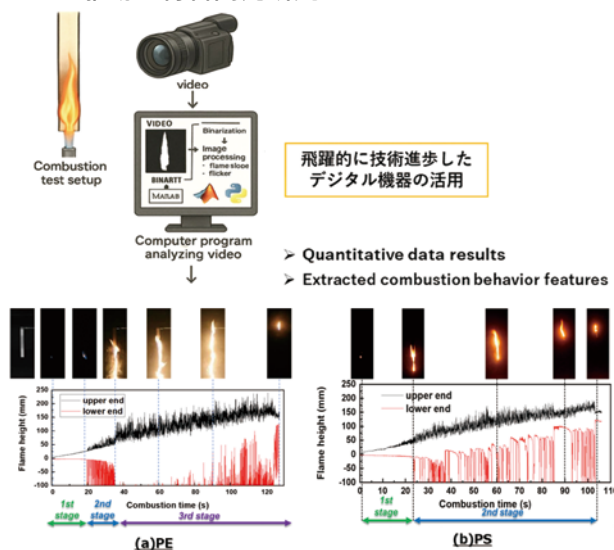 video
Combustion
test setup
VIDEO
Binarization
Image
processing
• flame slope
• flicker
BINARTT
MATLAB
Computer program
analyzing video
飛躍的に技術進歩した
デジタル機器の活用
➢ Quantitative data results
➢ Extracted combustion behavior features
Flame height (mm)
250
200
150
100
50
0
-50
-100
upper end
lower end
0 20 40 60 80 100 120
Combustion time (s)
1st
stage
2nd
stage
3rd stage
(a)PE
Flame height (mm)
250
200
150
100
50
0
-50
-100
upper end
lower end
0 10 20 30 40 50 60 70 80 90 100 110
Combustion time (s)
1st
stage
2nd stage
(b)PS